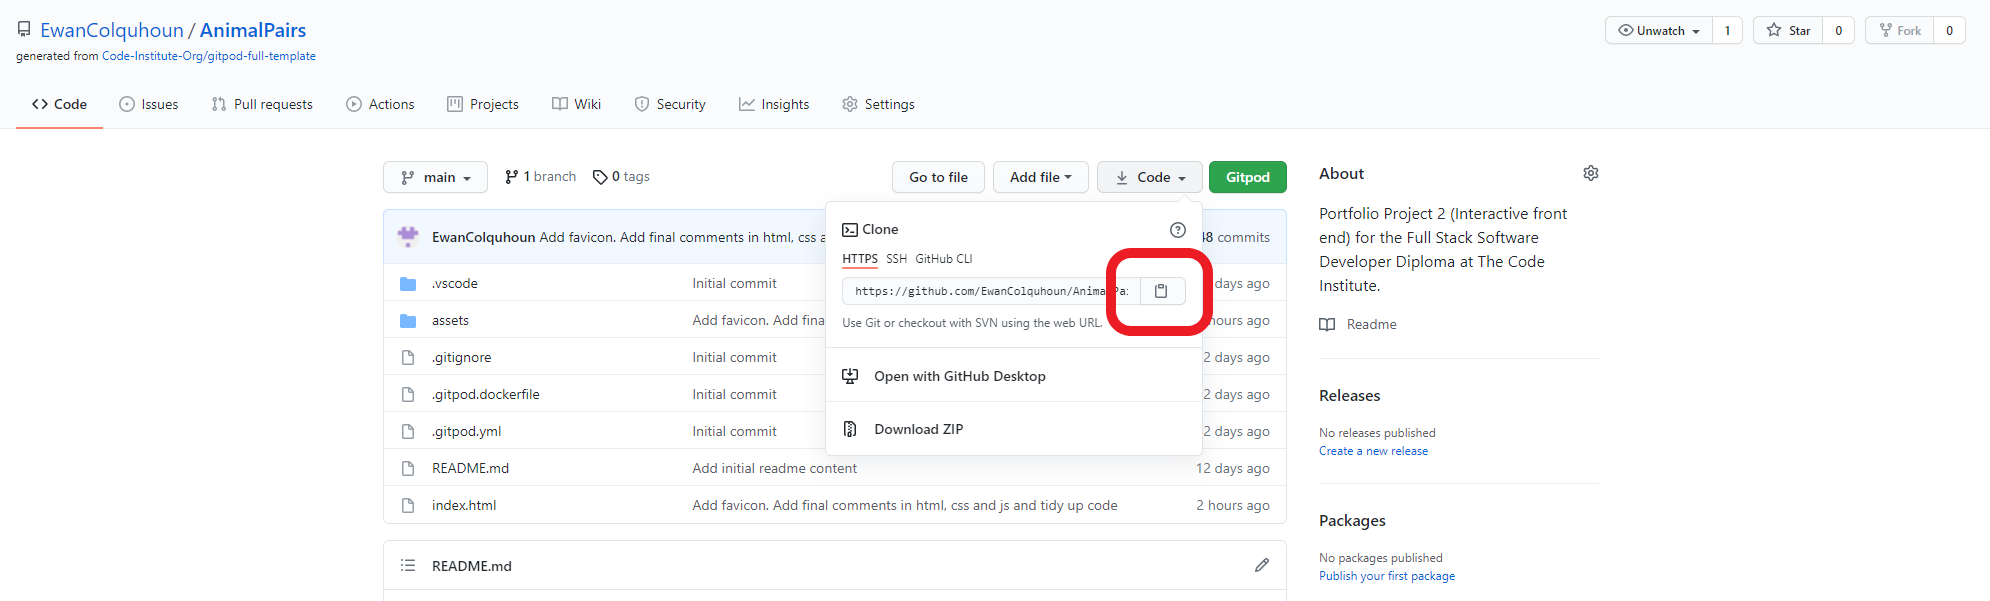 EwanColquhoun / AnimalPairs
generated from Code-Institute-Org/gitpod-full-template
Unwatch 1
Star 0
Fork 0
Code Issues Pull requests Actions Projects Wiki Security Insights Settings
main 1 branch 0 tags
Go to file Add file Code Gitpod
EwanColquhoun Add favicon. Add final comments in html, css a 48 commits
.vscode Initial commit days ago
assets Add favicon. Add fina hours ago
.gitignore Initial commit 2 days ago
.gitpod.dockerfile Initial commit 2 days ago
.gitpod.yml Initial commit 2 days ago
README.md Add initial readme content 12 days ago
index.html Add favicon. Add final comments in html, css and js and tidy up code 2 hours ago
README.md
Clone
HTTPS SSH GitHub CLI
https://github.com/EwanColquhoun/AnimalPai
Use Git or checkout with SVN using the web URL.
Open with GitHub Desktop
Download ZIP
About
Portfolio Project 2 (Interactive front
end) for the Full Stack Software
Developer Diploma at The Code
Institute.
Readme
Releases
No releases published
Create a new release
Packages
No packages published
Publish your first package